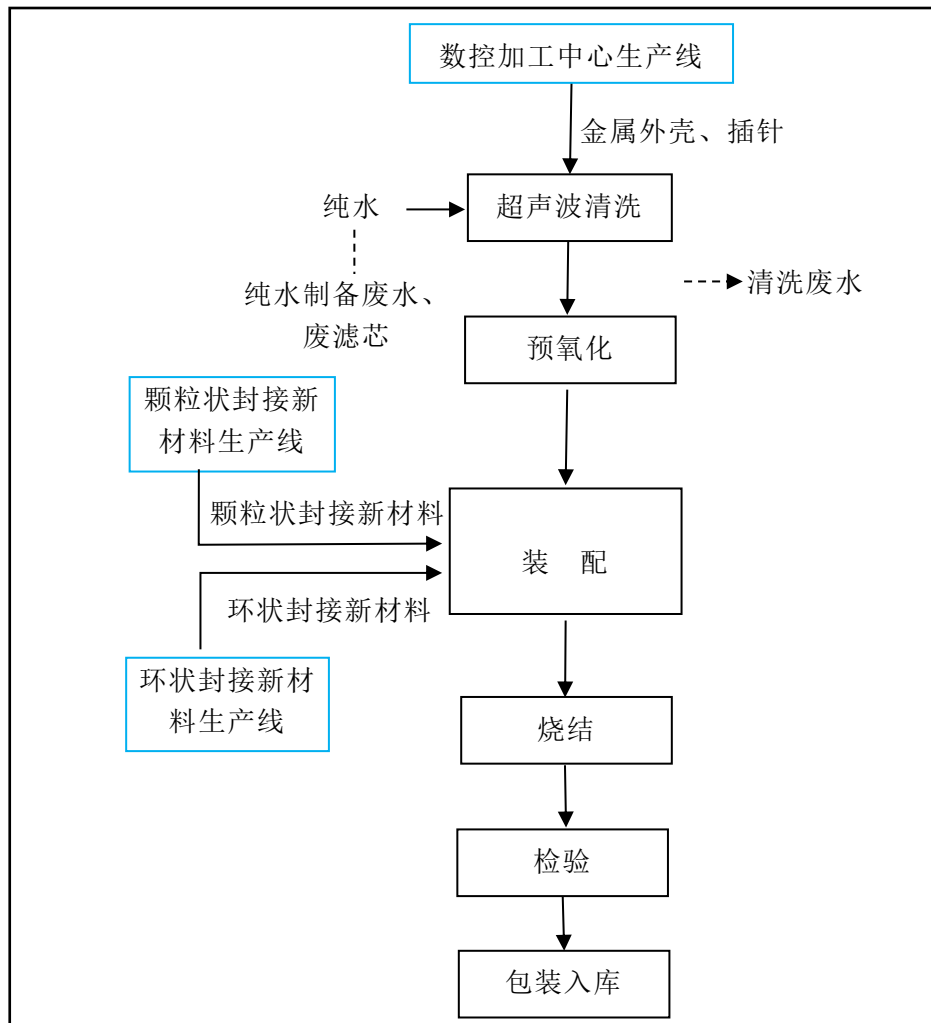 数控加工中心生产线
金属外壳、插针
纯水
超声波清洗
纯水制备废水、
废滤芯
清洗废水
预氧化
颗粒状封接新
材料生产线
颗粒状封接新材料
装 配
环状封接新材料
环状封接新材
料生产线
烧结
检验
包装入库